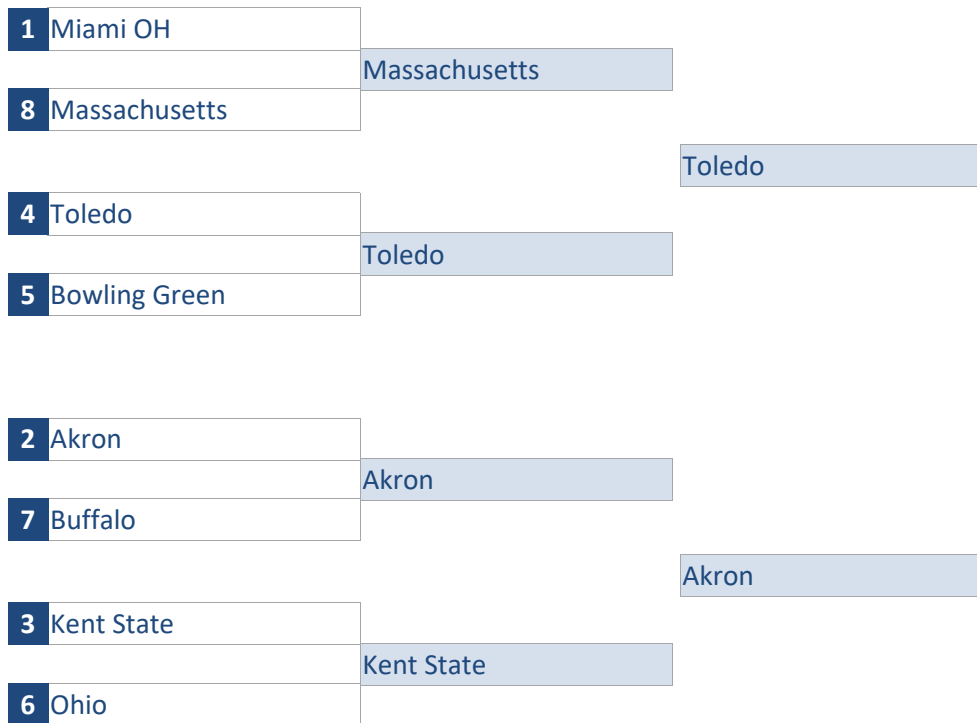 1 Miami OH
Massachusetts
8 Massachusetts
Toledo
4 Toledo
Toledo
5 Bowling Green
2 Akron
Akron
7 Buffalo
Akron
3 Kent State
Kent State
6 Ohio